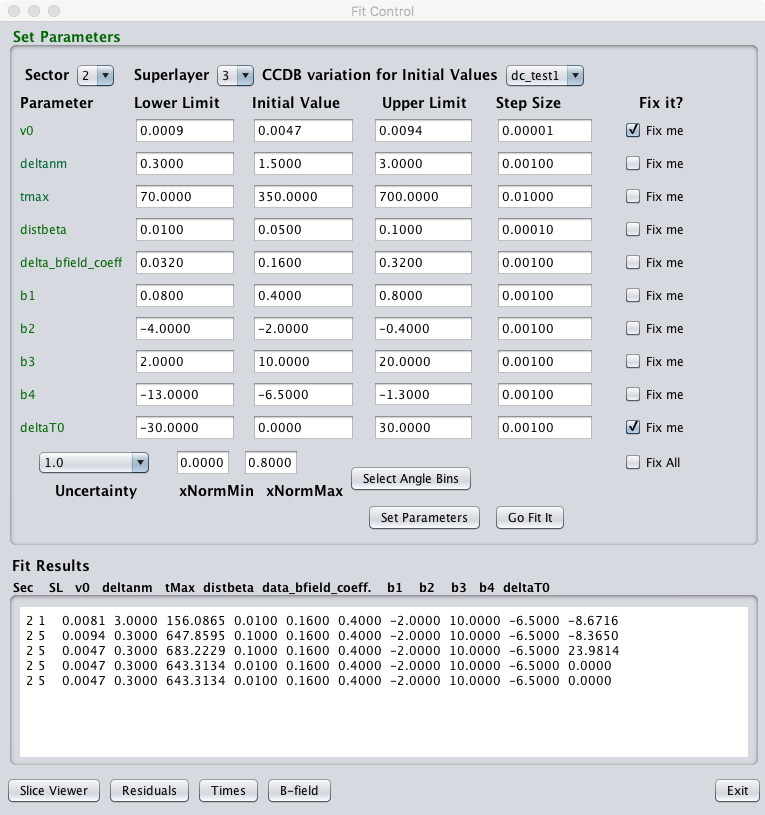 Fit Control
Set Parameters
Sector 2 Superlayer 3 CCDB variation for Initial Values dc_test1
Parameter Lower Limit Initial Value Upper Limit Step Size Fix it?
v0 0.0009 0.0047 0.0094 0.00001 Fix me
deltanm 0.3000 1.5000 3.0000 0.00100 Fix me
tmax 70.0000 350.0000 700.0000 0.01000 Fix me
distbeta 0.0100 0.0500 0.1000 0.00010 Fix me
delta_bfield_coeff 0.0320 0.1600 0.3200 0.00100 Fix me
b1 0.0800 0.4000 0.8000 0.00100 Fix me
b2 -4.0000 -2.0000 -0.4000 0.00100 Fix me
b3 2.0000 10.0000 20.0000 0.00100 Fix me
b4 -13.0000 -6.5000 -1.3000 0.00100 Fix me
deltaT0 -30.0000 0.0000 30.0000 0.00100 Fix me
1.0 0.0000 0.8000 Fix All
Uncertainty xNormMin xNormMax Select Angle Bins
Set Parameters Go Fit It
Fit Results
Sec SL v0 deltanm tMax distbeta data_bfield_coeff. b1 b2 b3 b4 deltaT0
2 1 0.0081 3.0000 156.0865 0.0100 0.1600 0.4000 -2.0000 10.0000 -6.5000 -8.6716
2 5 0.0094 0.3000 647.8595 0.1000 0.1600 0.4000 -2.0000 10.0000 -6.5000 -8.3650
2 5 0.0047 0.3000 683.2229 0.1000 0.1600 0.4000 -2.0000 10.0000 -6.5000 23.9814
2 5 0.0047 0.3000 643.3134 0.0100 0.1600 0.4000 -2.0000 10.0000 -6.5000 0.0000
2 5 0.0047 0.3000 643.3134 0.0100 0.1600 0.4000 -2.0000 10.0000 -6.5000 0.0000
Slice Viewer Residuals Times B-field Exit